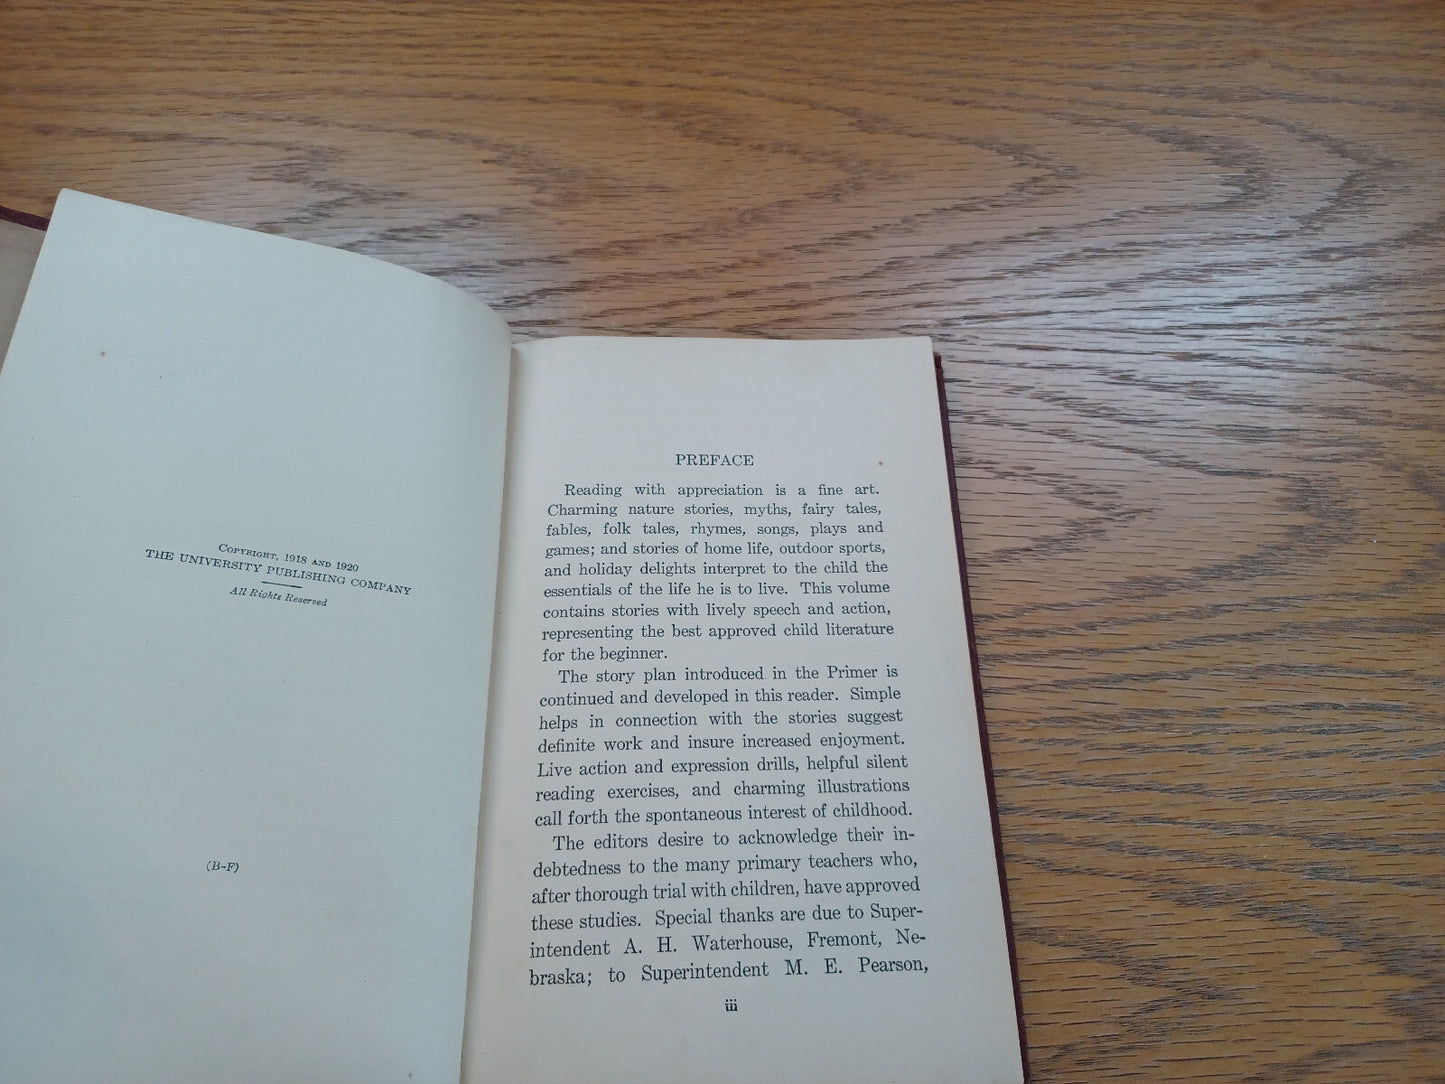 COPYRIGHT, 1918 AND 1920
THE UNIVERSITY PUBLISHING COMPANY
All Rights Reserved
(B-F)
PREFACE
Reading with appreciation is a fine art.
Charming nature stories, myths, fairy tales,
fables, folk tales, rhymes, songs, plays and
games; and stories of home life, outdoor sports,
and holiday delights interpret to the child the
essentials of the life he is to live. This volume
contains stories with lively speech and action,
representing the best approved child literature
for the beginner.
The story plan introduced in the Primer is
continued and developed in this reader. Simple
helps in connection with the stories suggest
definite work and insure increased enjoyment.
Live action and expression drills, helpful silent
reading exercises, and charming illustrations
call forth the spontaneous interest of childhood.
The editors desire to acknowledge their in-
debtedness to the many primary teachers who,
after thorough trial with children, have approved
these studies. Special thanks are due to Super-
intendent A. H. Waterhouse, Fremont, Ne-
braska; to Superintendent M. E. Pearson,
iii